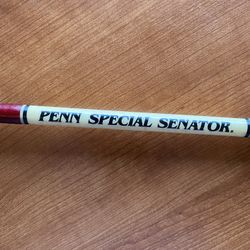 PENN SPECIAL SENATOR.